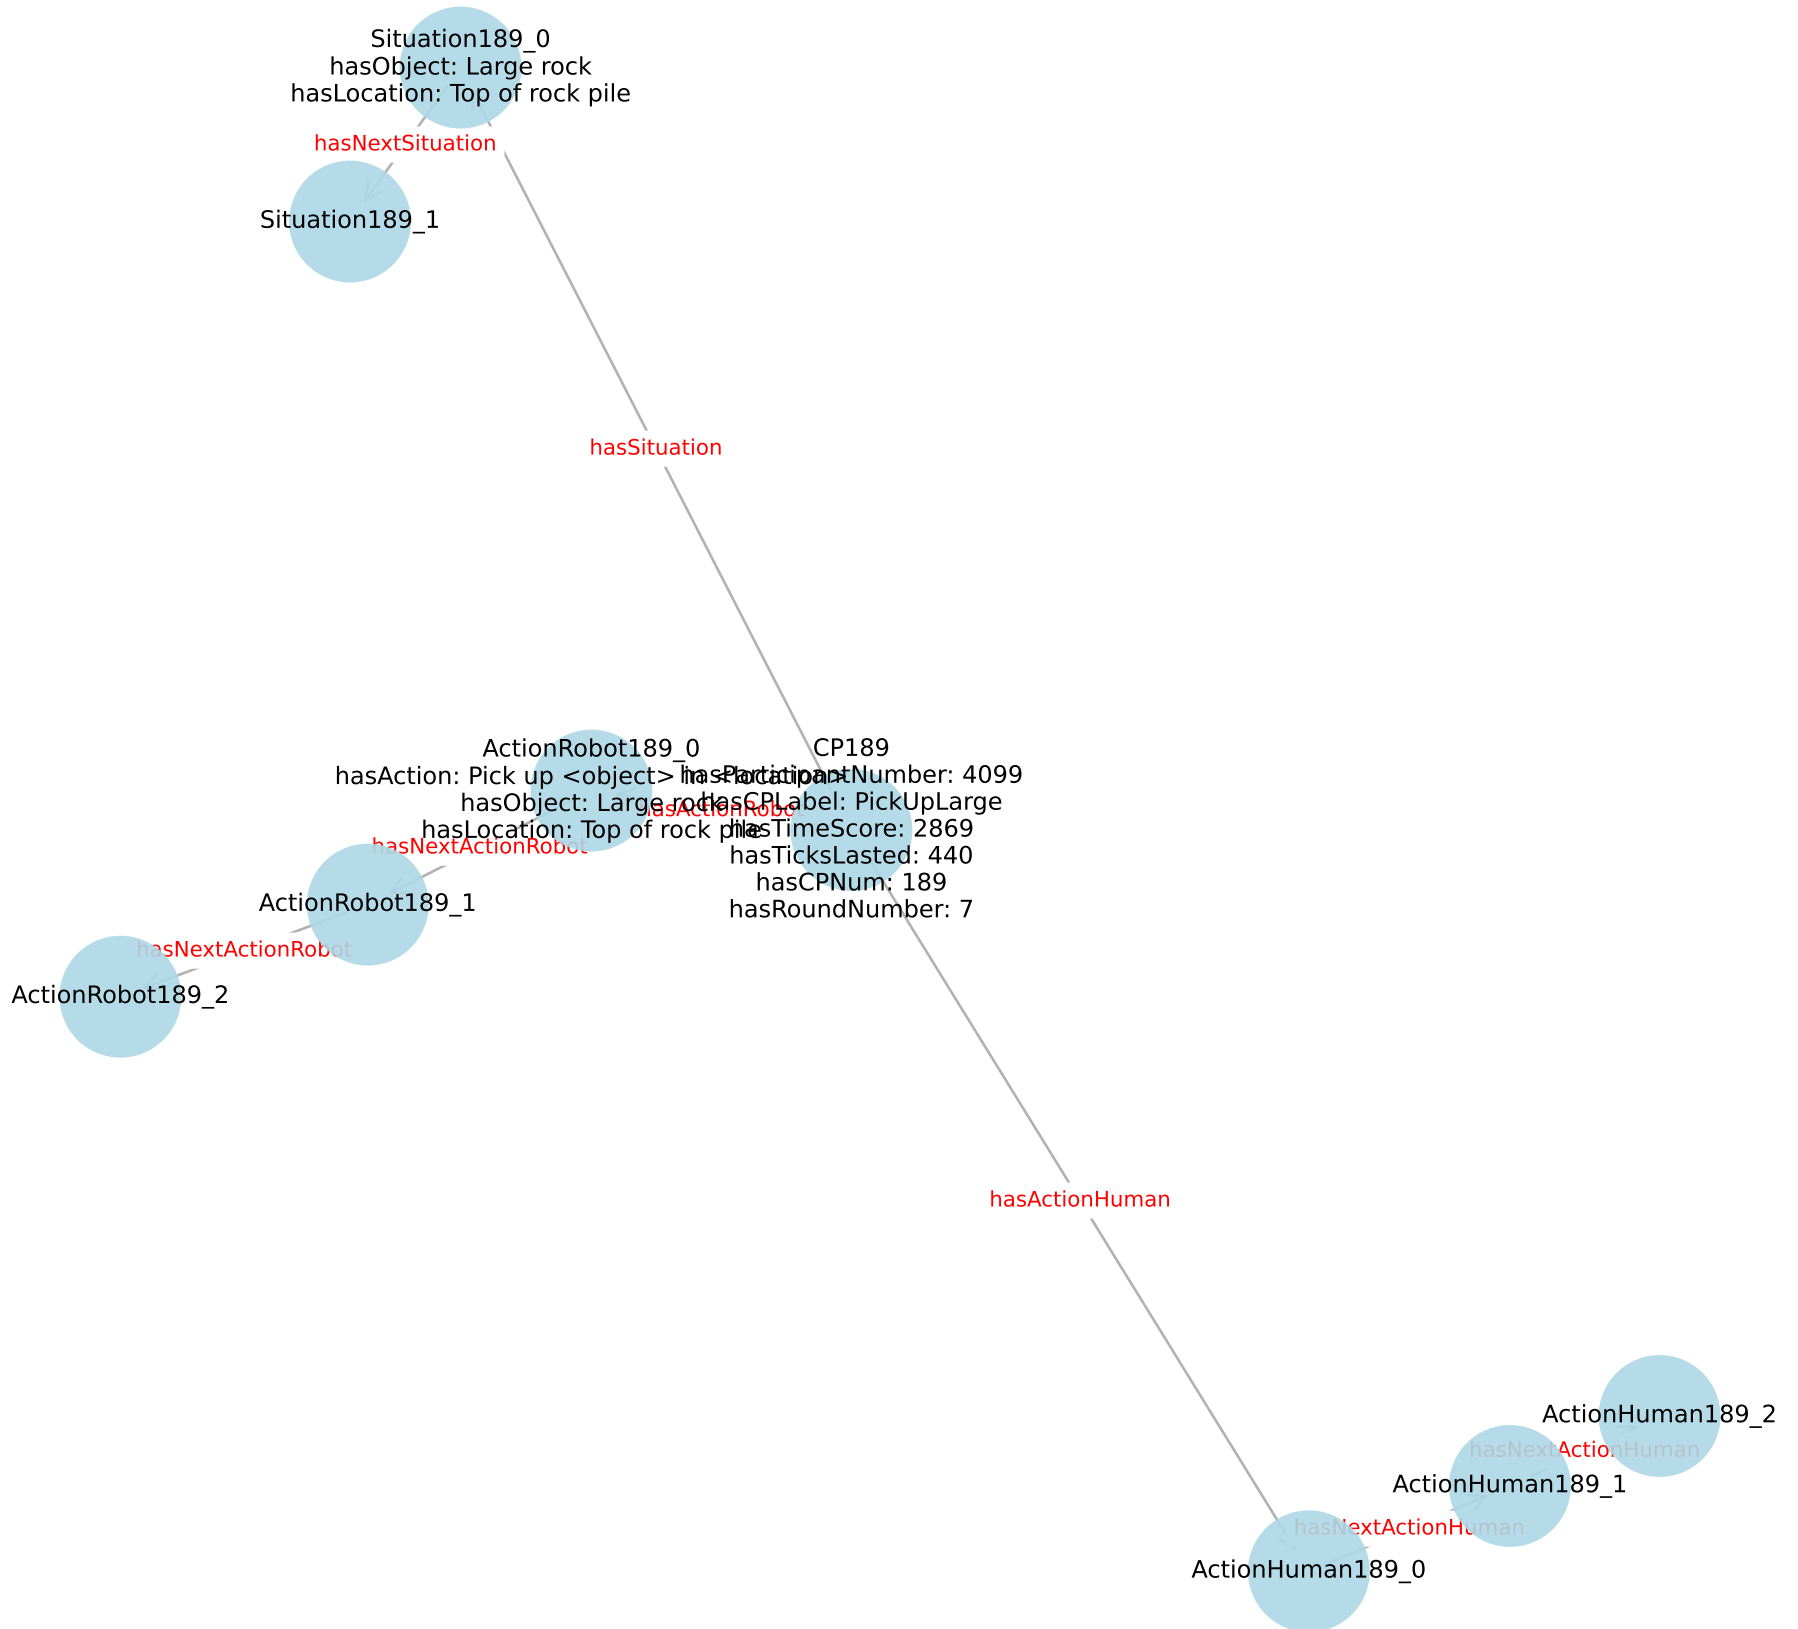 Situation189_0
hasObject: Large rock
hasLocation: Top of rock pile
hasNextSituation
Situation189_1
hasSituation
ActionRobot189_0
hasAction: Pick up <object> in <location>
hasObject: Large rock
hasLocation: Top of rock pile
hasActionRobot
CP189
hasParticipantNumber: 4099
hasCPLabel: PickUpLarge
hasTimeScore: 2869
hasTicksLasted: 440
hasCPNum: 189
hasRoundNumber: 7
hasNextActionRobot
ActionRobot189_1
hasNextActionRobot
ActionRobot189_2
hasActionHuman
ActionHuman189_2
hasNextActionHuman
ActionHuman189_1
hasNextActionHuman
ActionHuman189_0